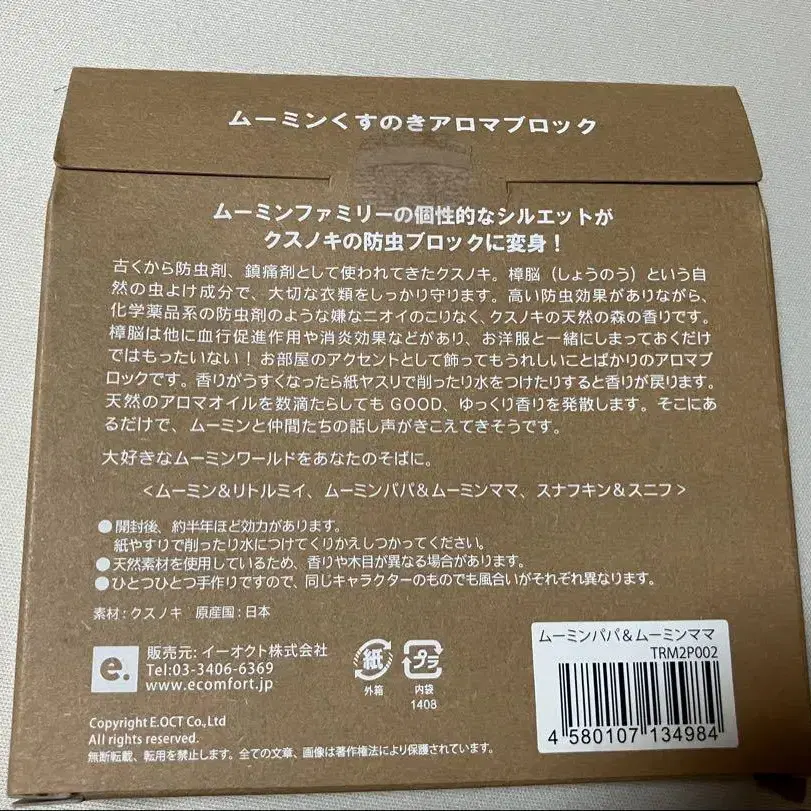 ムーミンくすのきアロマブロック
ムーミンファミリーの個性的なシルエットが
クスノキの防虫ブロックに変身！
古くから防虫剤、鎮痛剤として使われてきたクスノキ。樟脳（しょうのう）という自
然の虫よけ成分で、大切な衣類をしっかり守ります。高い防虫効果がありながら、
化学薬品系の防虫剤のような嫌なニオイのこりなく、クスノキの天然の森の香りです。
樟脳は他に血行促進作用や消炎効果などがあり、お洋服と一緒にしまっておくだけ
ではもったいない！お部屋のアクセントとして飾ってもうれしいことばかりのアロマブ
ロックです。香りがうすくなったら紙ヤスリで削ったり水をつけたりすると香りが戻ります。
天然のアロマオイルを数滴たらしても GOOD、ゆっくり香りを発散します。そこにあ
るだけで、ムーミンと仲間たちの話し声がきこえてきそうです。
大好きなムーミンワールドをあなたのそばに。
<ムーミン&リトルミイ、ムーミンパパ&ムーミンママ、スナフキン&スニフ>
●開封後、約半年ほど効力があります。
紙やすりで削ったり水につけてくりかえしつかってください。
●天然素材を使用しているため、香りや木目が異なる場合があります。
●ひとつひとつ手作りですので、同じキャラクターのものでも風合いがそれぞれ異なります。
素材:クスノキ 原産国:日本
e.
販売元: イーオクト株式会社
Tel:03-3406-6369
www.ecomfort.jp
紙
外箱
プラ
内袋
1408
Copyright E.OCT Co.,Ltd
All rights reserved.
無断転載、転用を禁止します。全ての文章、画像は著作権法により保護されています。
ムーミンパパ&ムーミンママ
TRM2P002
4 580107 134984